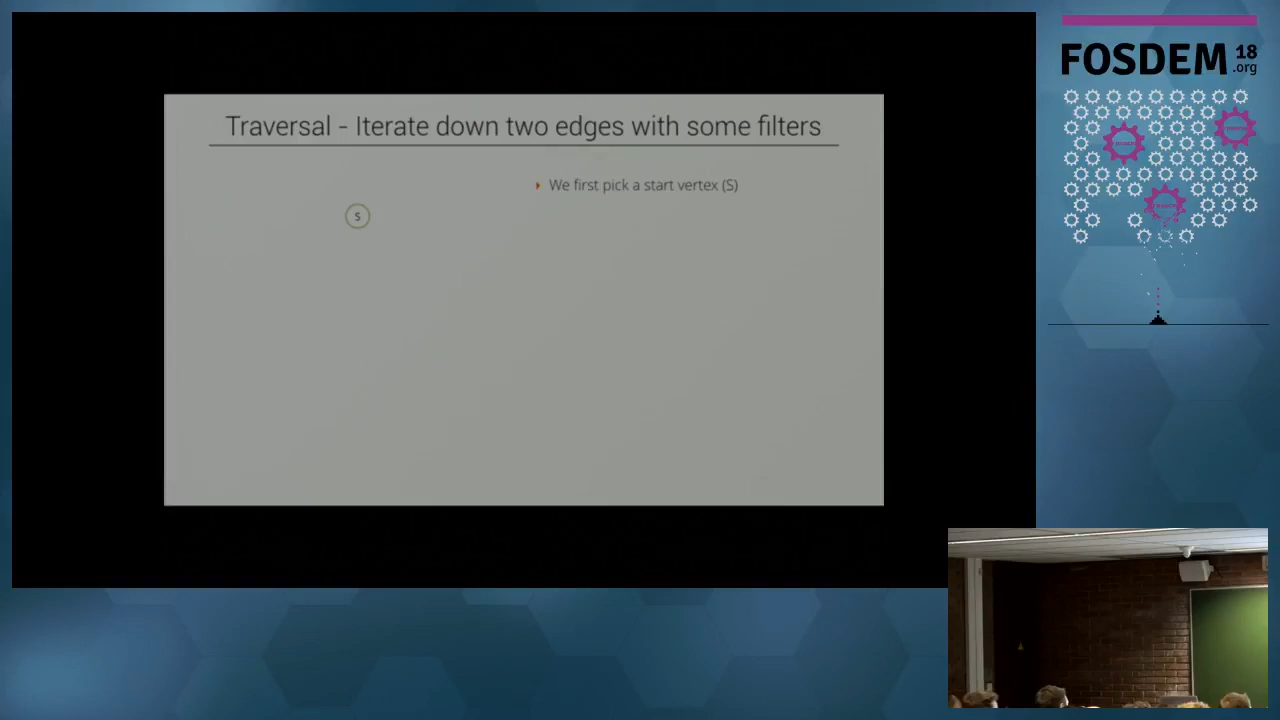 Traversal - Iterate down two edges with some filters
We first pick a start vertex (S)
S
FOSDEM 18
.org